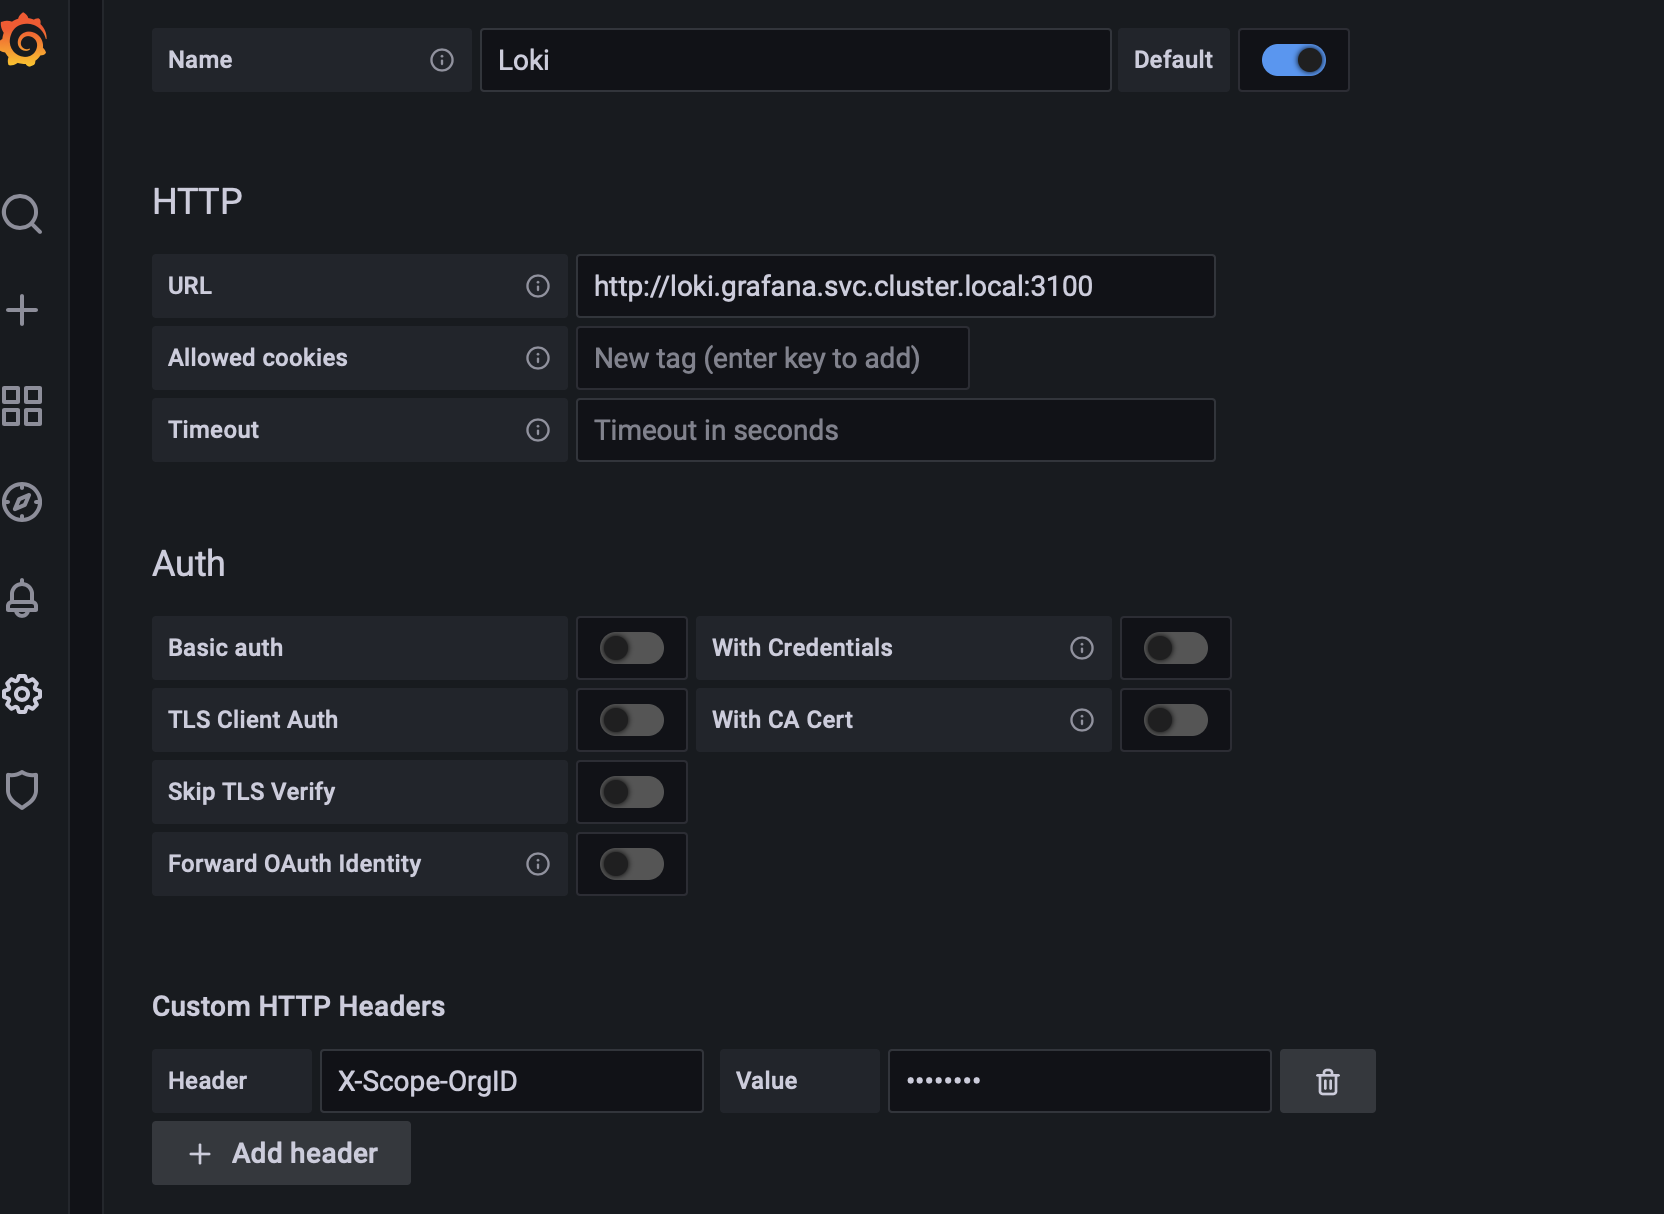 Name Loki Default
HTTP
URL http://loki.grafana.svc.cluster.local:3100
Allowed cookies New tag (enter key to add)
Timeout Timeout in seconds
Auth
Basic auth With Credentials
TLS Client Auth With CA Cert
Skip TLS Verify
Forward OAuth Identity
Custom HTTP Headers
Header X-Scope-OrgID Value ••••••••
+ Add header